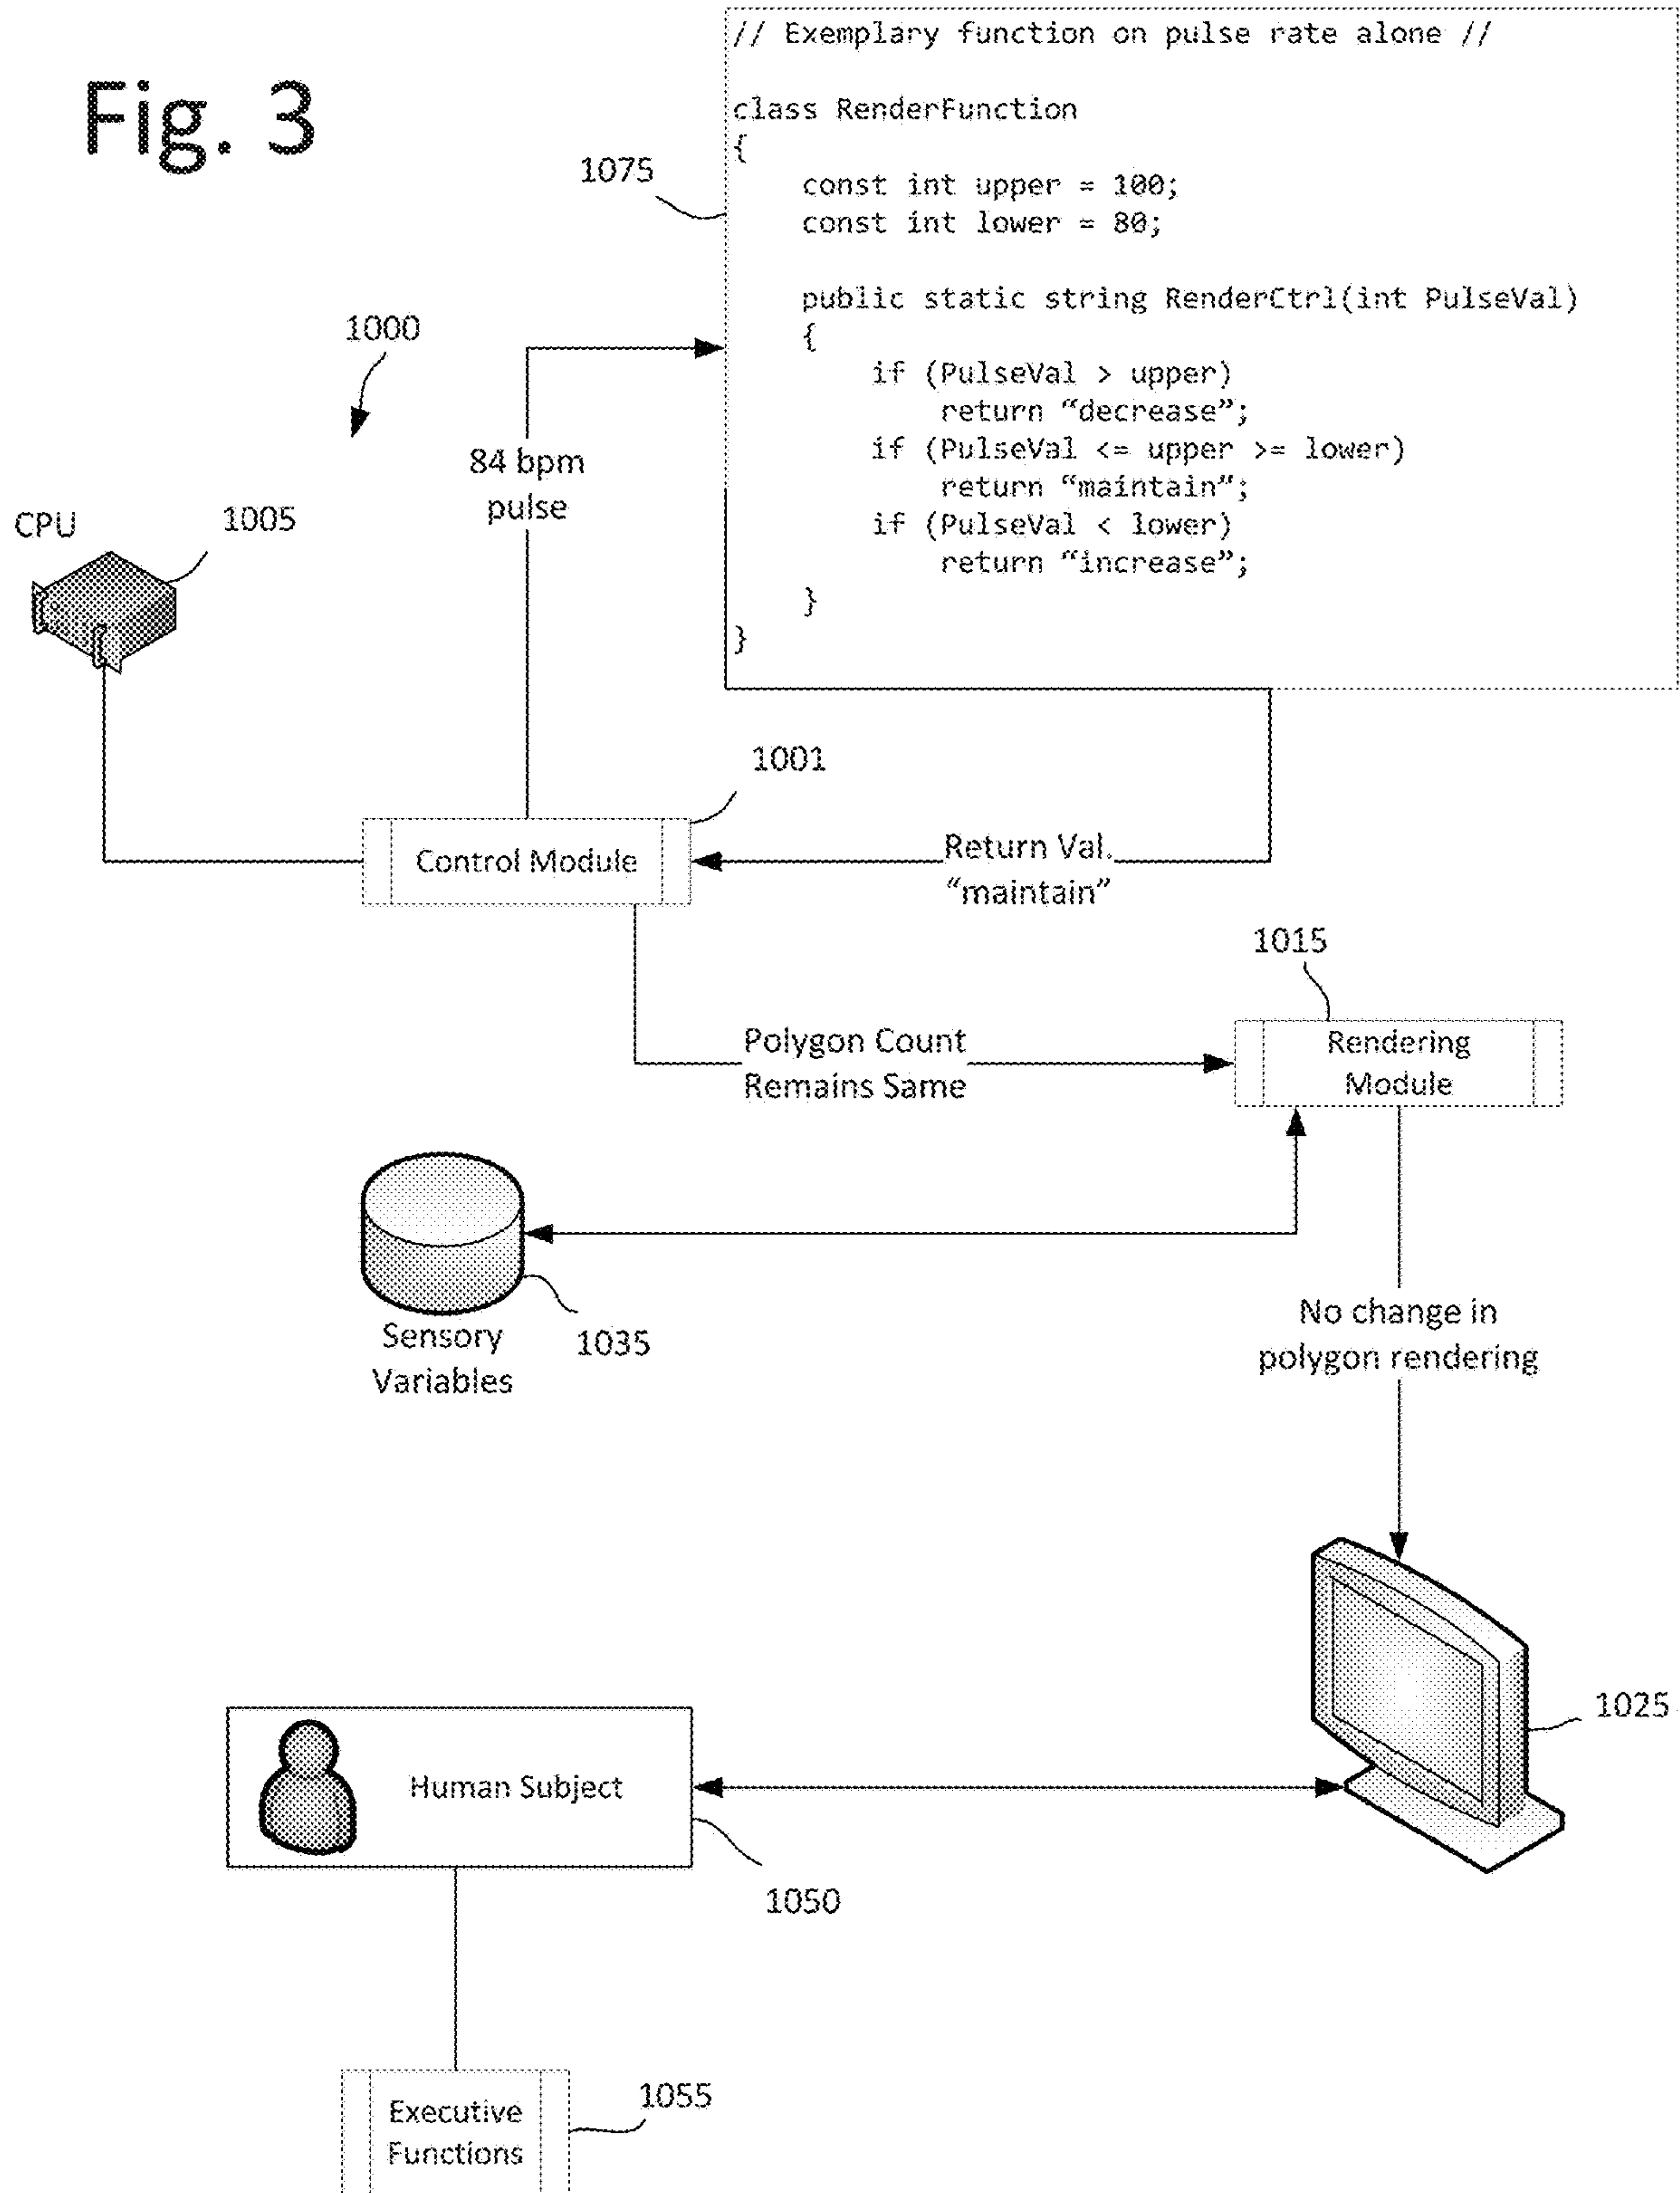 Fig. 3
// Exemplary function on pulse rate alone //
class RenderFunction
{
const int upper = 100;
const int lower = 80;
public static string RenderCtrl(int PulseVal)
{
if (PulseVal > upper)
return “decrease”;
if (PulseVal <= upper >= lower)
return “maintain”;
if (PulseVal < lower)
return “increase”;
}
}
1075
1000
84 bpm
pulse
CPU
1005
1001
Control Module
Return Val.
“maintain”
1015
Polygon Count
Remains Same
Rendering
Module
Sensory
Variables
1035
No change in
polygon rendering
1025
Human Subject
1050
1055
Executive
Functions